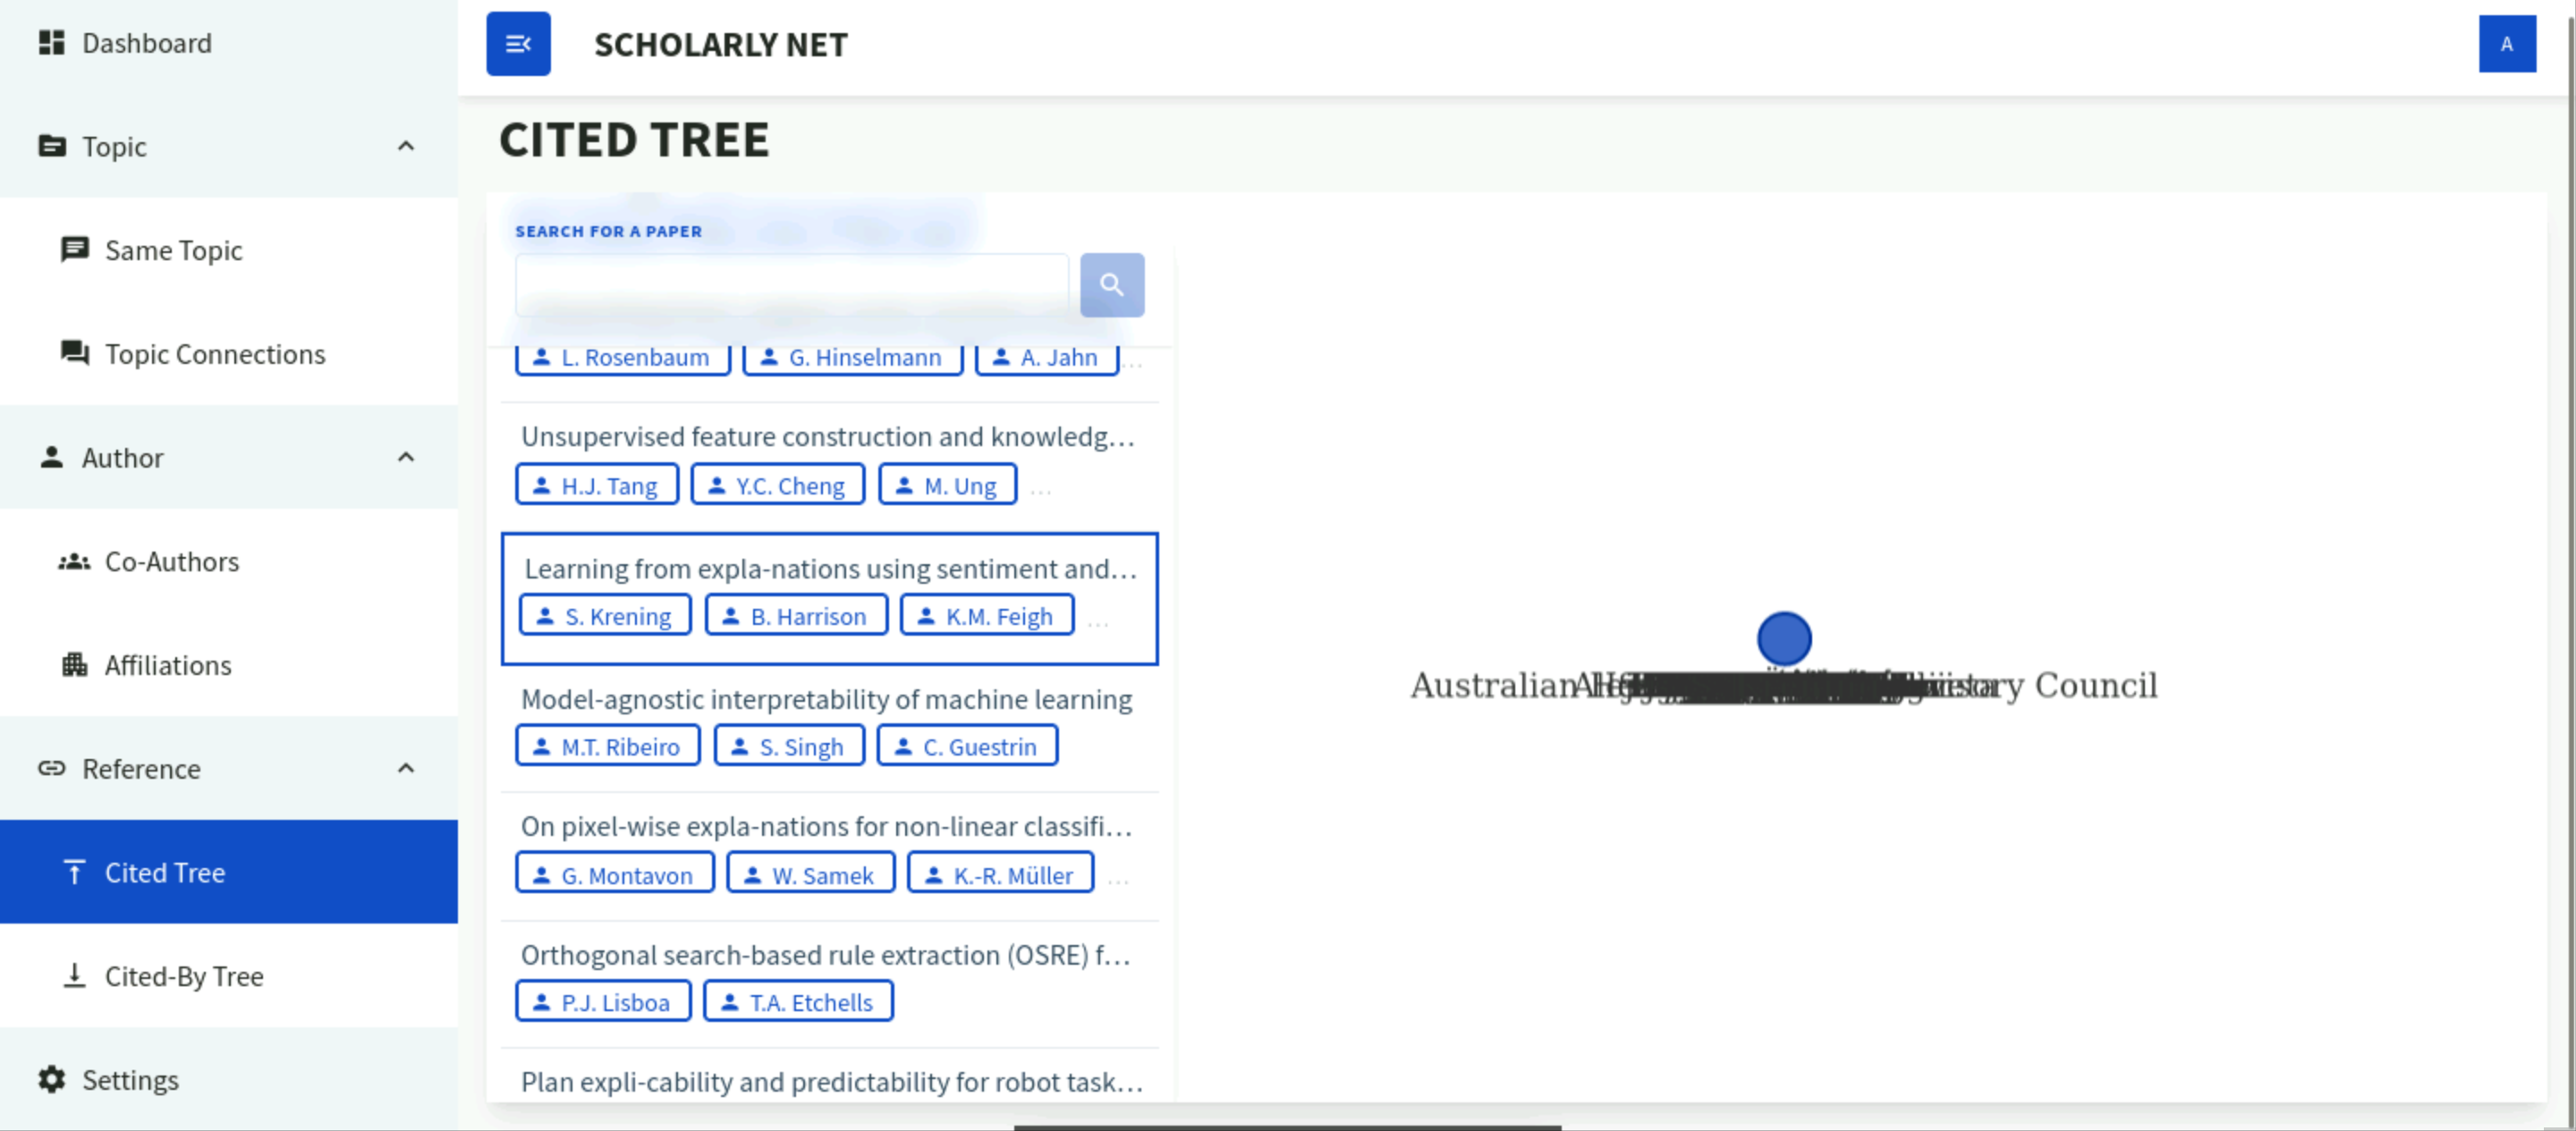 Dashboard
Topic
Same Topic
Topic Connections
Author
Co-Authors
Affiliations
Reference
Cited Tree
Cited-By Tree
Settings
SCHOLARLY NET
A
CITED TREE
SEARCH FOR A PAPER
L. Rosenbaum G. Hinselmann A. Jahn ...
Unsupervised feature construction and knowledg...
H.J. Tang Y.C. Cheng M. Ung ...
Learning from expla-nations using sentiment and...
S. Krening B. Harrison K.M. Feigh ...
Model-agnostic interpretability of machine learning
M.T. Ribeiro S. Singh C. Guestrin
On pixel-wise expla-nations for non-linear classifi...
G. Montavon W. Samek K.-R. Müller ...
Orthogonal search-based rule extraction (OSRE) f...
P.J. Lisboa T.A. Etchells
Plan expli-cability and predictability for robot task...
Australian Council